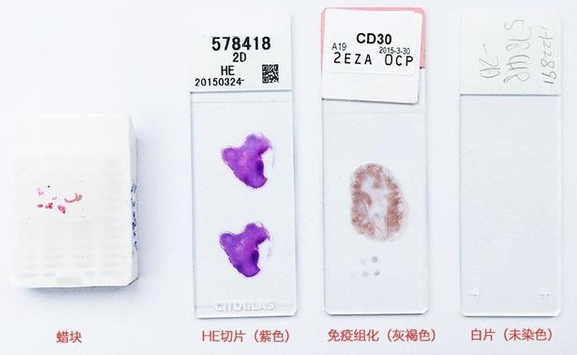 578418
2D
HE
20150324
CD30
A19
2015-3-30
2EZA OCP
CITOGLAS
蜡块
HE切片（紫色）
免疫组化（灰褐色）
白片（未染色）